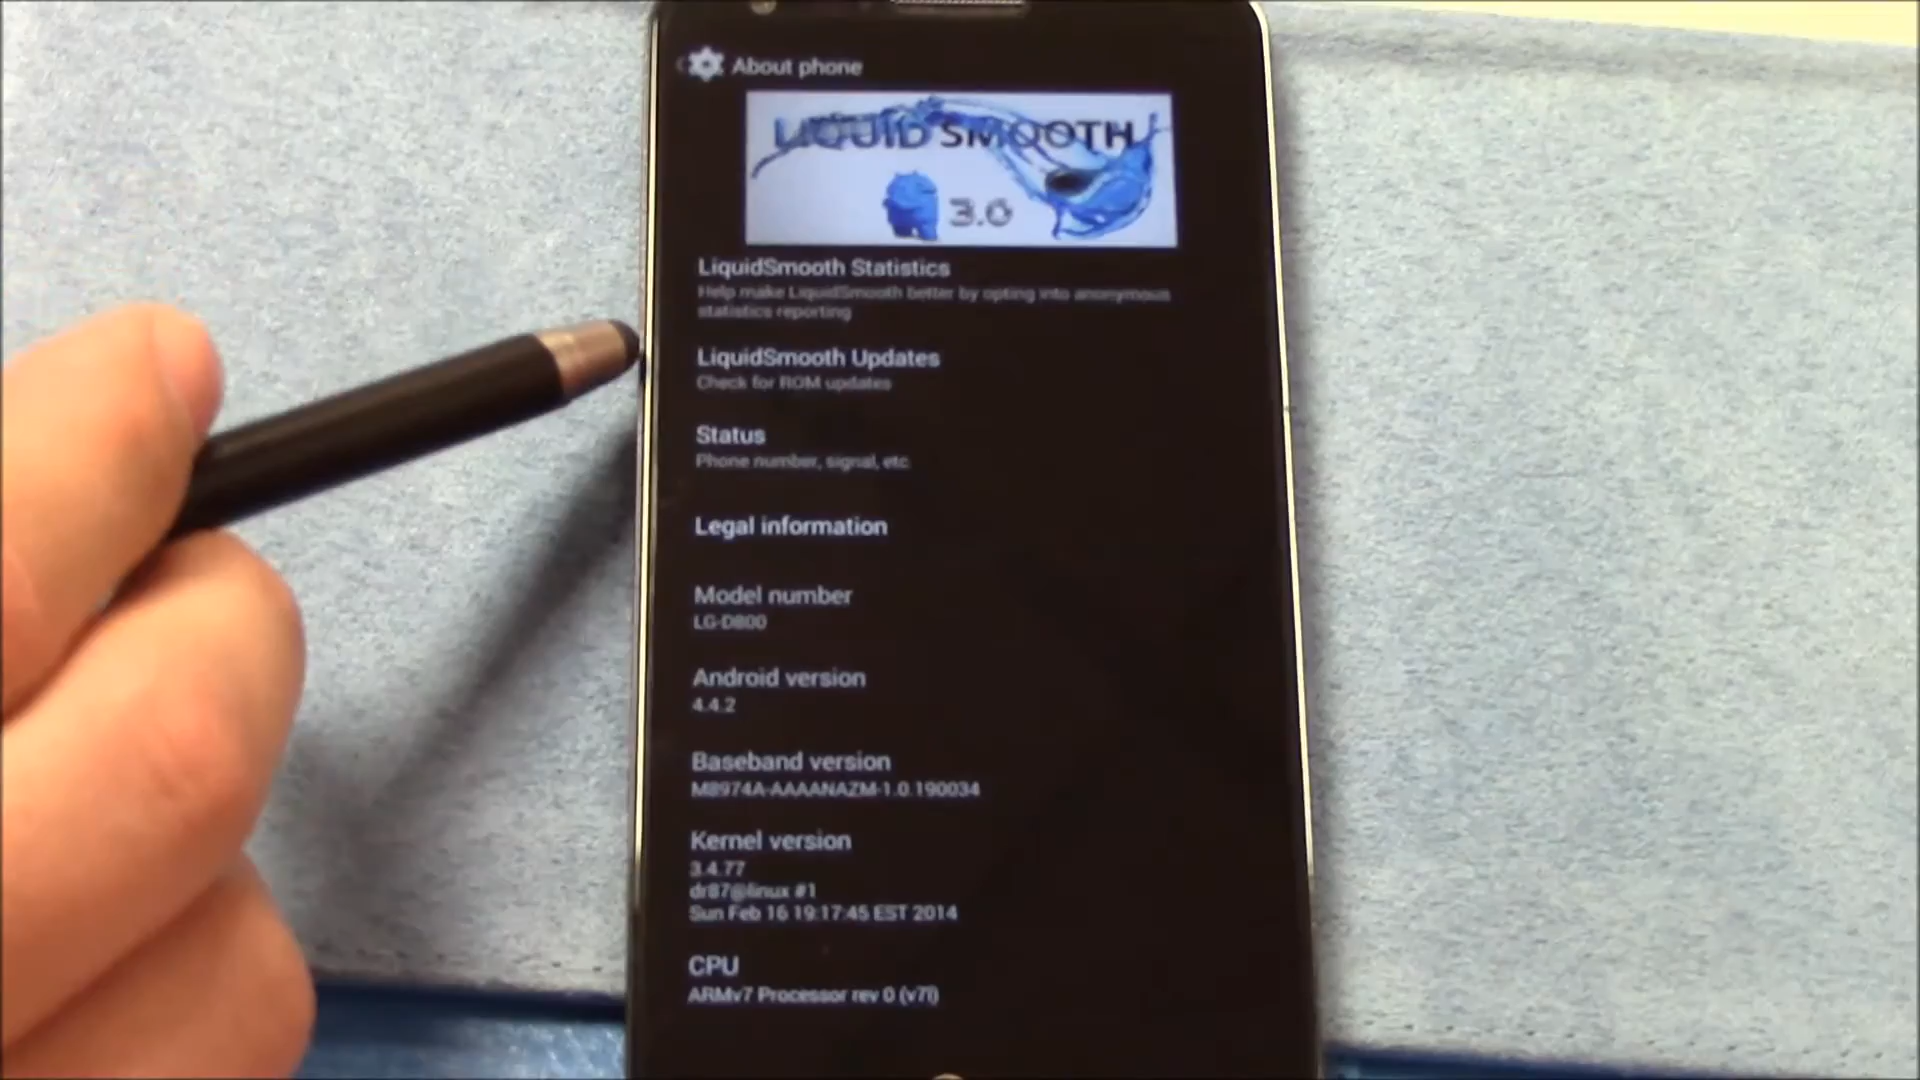 About phone
LIQUID SMOOTH
3.0
LiquidSmooth Statistics
Help make LiquidSmooth better by opting into anonymous
statistics reporting
LiquidSmooth Updates
Check for ROM updates
Status
Phone number, signal, etc.
Legal information
Model number
LG-D800
Android version
4.4.2
Baseband version
M8974A-AAAANAZM-1.0.190034
Kernel version
3.4.77
dr87@linux #1
Sun Feb 16 19:17:45 EST 2014
CPU
ARMv7 Processor rev 0 (v7l)